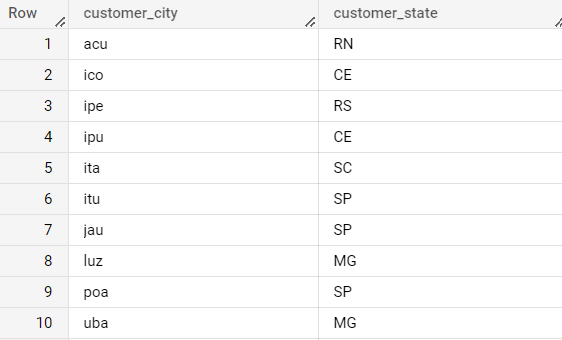 Row customer_city customer_state
1 acu RN
2 ico CE
3 ipe RS
4 ipu CE
5 ita SC
6 itu SP
7 jau SP
8 luz MG
9 poa SP
10 uba MG